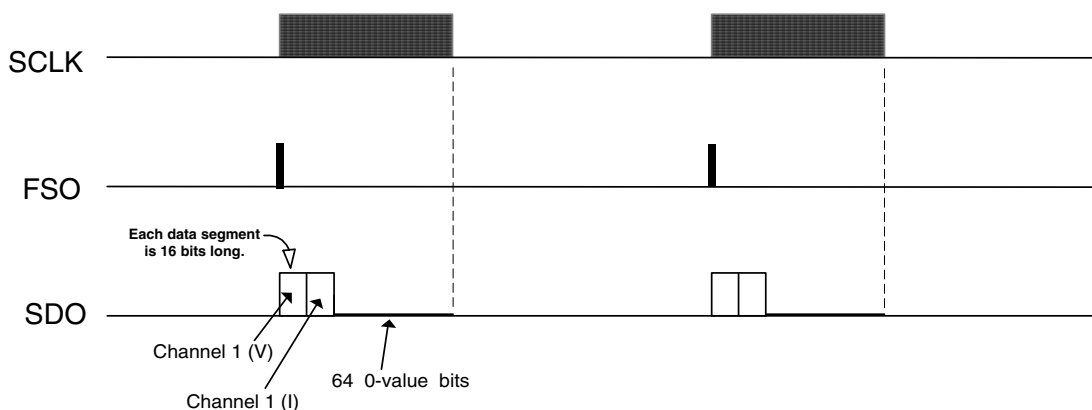 SCLK
FSO
Each data segment
is 16 bits long.
SDO
Channel 1 (V)
64 0-value bits
Channel 1 (I)